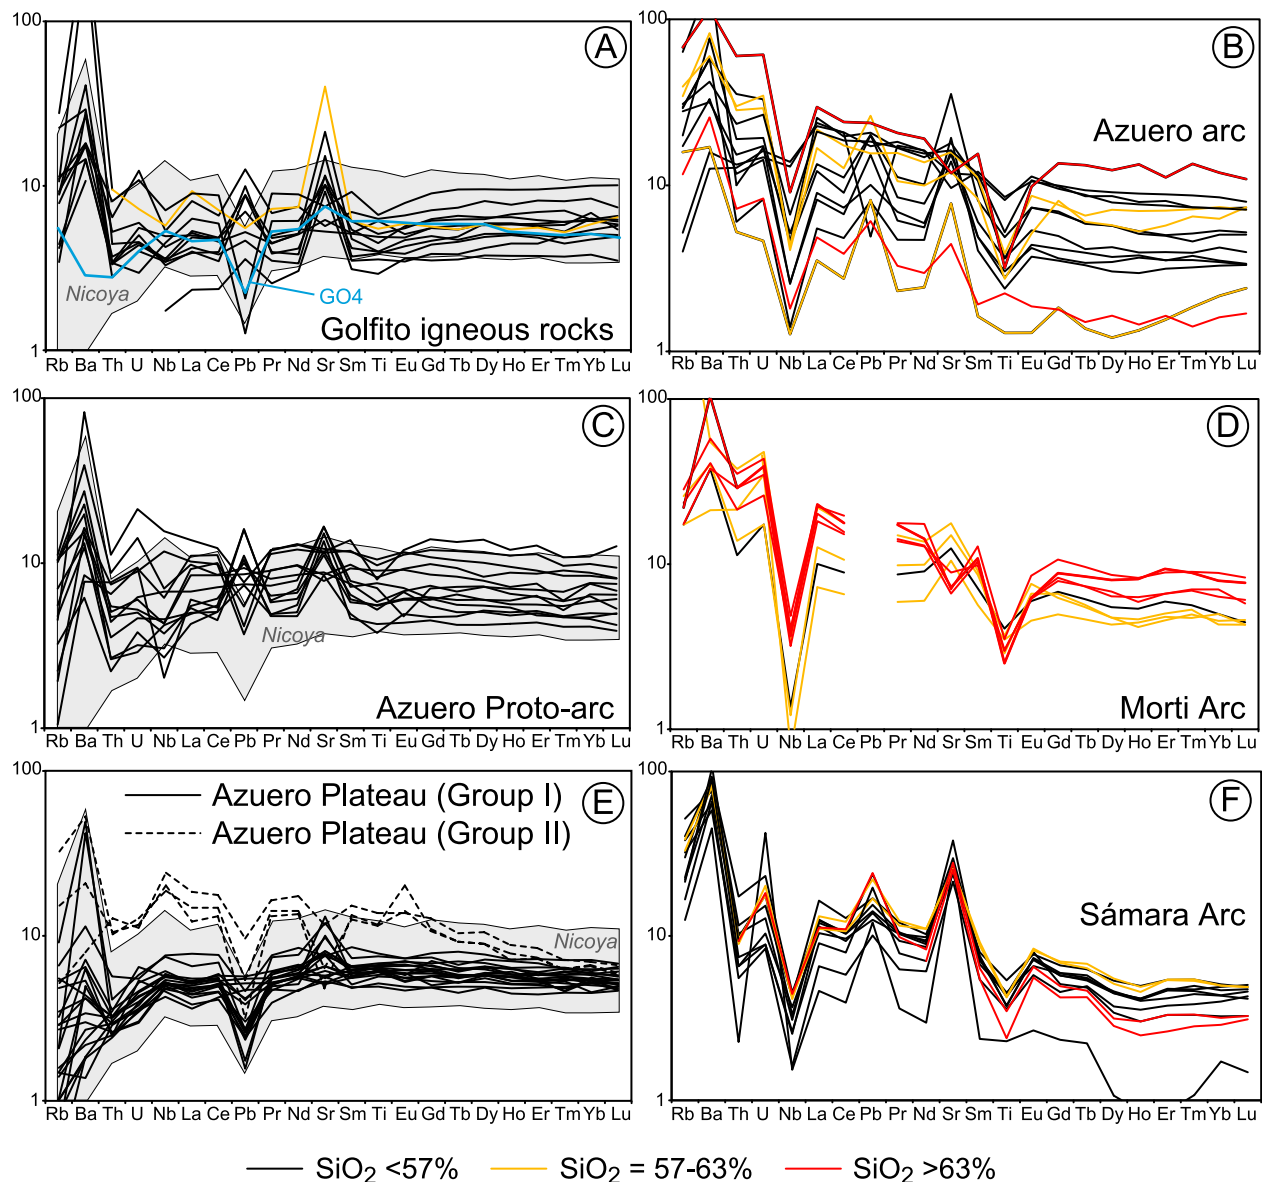 100
10
1
A
Nicoya
GO4
Golfito igneous rocks
Rb Ba Th U Nb La Ce Pb Pr Nd Sr Sm Ti Eu Gd Tb Dy Ho Er Tm Yb Lu
100
10
1
B
Azuero arc
Rb Ba Th U Nb La Ce Pb Pr Nd Sr Sm Ti Eu Gd Tb Dy Ho Er Tm Yb Lu
100
10
1
C
Nicoya
Azuero Proto-arc
Rb Ba Th U Nb La Ce Pb Pr Nd Sr Sm Ti Eu Gd Tb Dy Ho Er Tm Yb Lu
100
10
1
D
Morti Arc
Rb Ba Th U Nb La Ce Pb Pr Nd Sr Sm Ti Eu Gd Tb Dy Ho Er Tm Yb Lu
100
10
1
E
Azuero Plateau (Group I)
Azuero Plateau (Group II)
Nicoya
Rb Ba Th U Nb La Ce Pb Pr Nd Sr Sm Ti Eu Gd Tb Dy Ho Er Tm Yb Lu
100
10
1
F
Sámara Arc
Rb Ba Th U Nb La Ce Pb Pr Nd Sr Sm Ti Eu Gd Tb Dy Ho Er Tm Yb Lu
SiO₂ <57% SiO₂ = 57-63% SiO₂ >63%